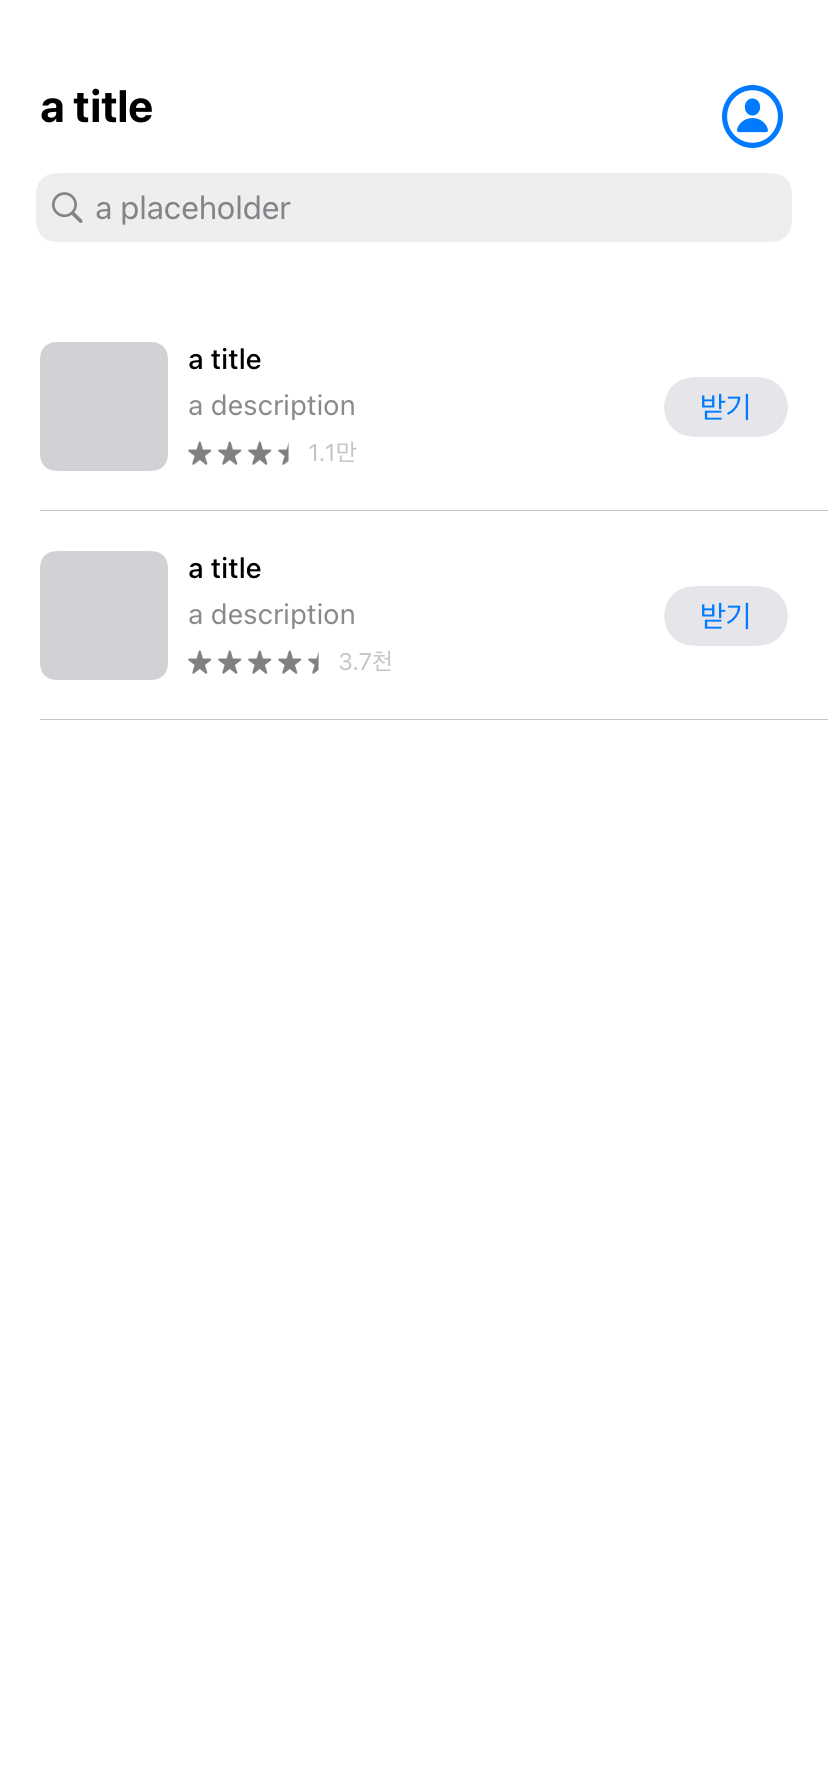 a title
a placeholder
a title
a description
1.1만
받기
a title
a description
3.7천
받기